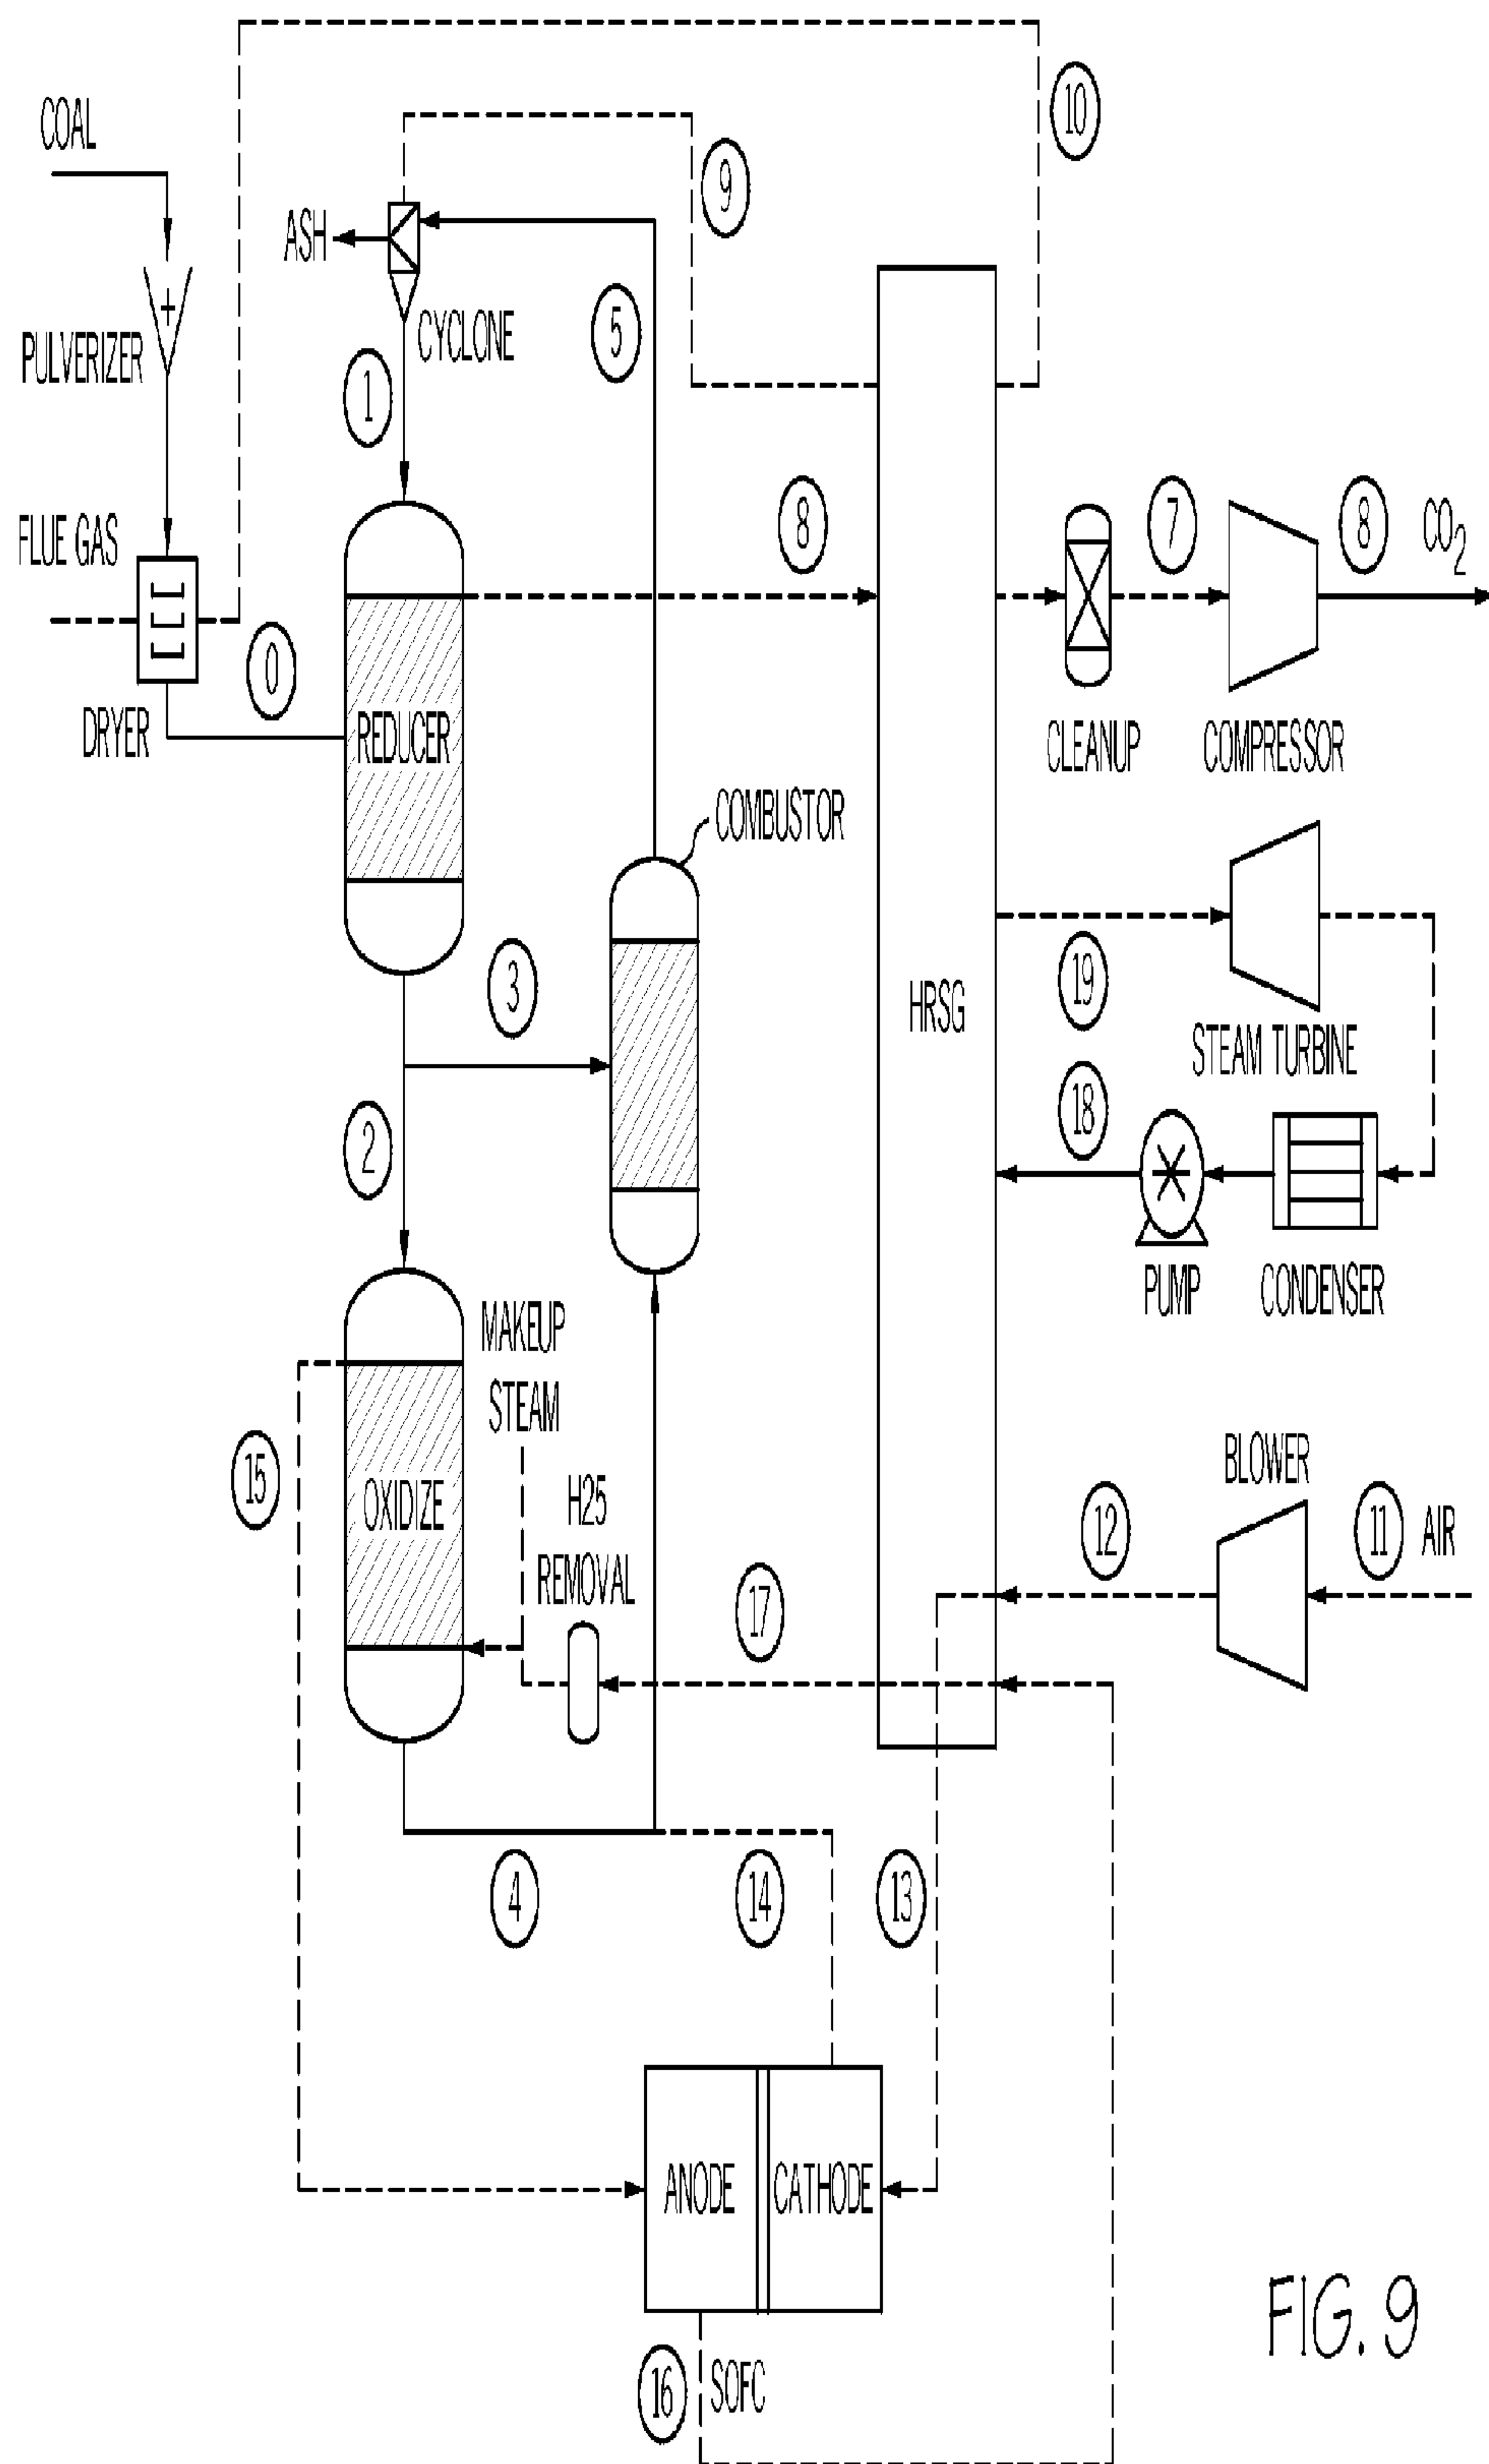 COAL
10
9
ASH
5
PULVERIZER
CYCLONE
1
8
7
8
CO2
FLUE GAS
0
DRYER
REDUCER
CLEANUP
COMPRESSOR
COMBUSTOR
3
HRSG
19
STEAM TURBINE
18
2
PUMP
CONDENSER
MAKEUP
STEAM
15
OXIDIZE
H25
REMOVAL
BLOWER
12
11
AIR
17
4
14
13
ANODE
CATHODE
16
SOFC
FIG. 9